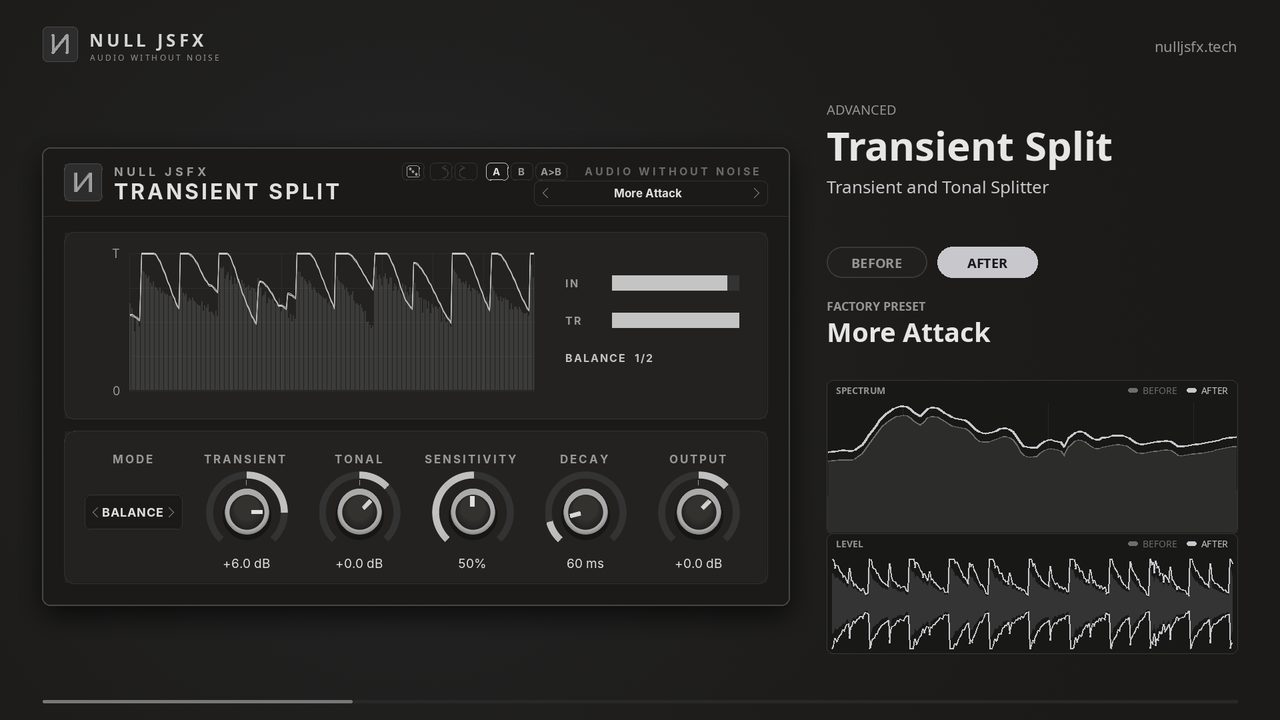 NULL JSFX
AUDIO WITHOUT NOISE
nulljsfx.tech
NULL JSFX
TRANSIENT SPLIT
A B A>B AUDIO WITHOUT NOISE
More Attack
T
0
IN
TR
BALANCE 1/2
MODE TRANSIENT TONAL SENSITIVITY DECAY OUTPUT
BALANCE
+6.0 dB +0.0 dB 50% 60 ms +0.0 dB
ADVANCED
Transient Split
Transient and Tonal Splitter
BEFORE AFTER
FACTORY PRESET
More Attack
SPECTRUM BEFORE AFTER
LEVEL BEFORE AFTER